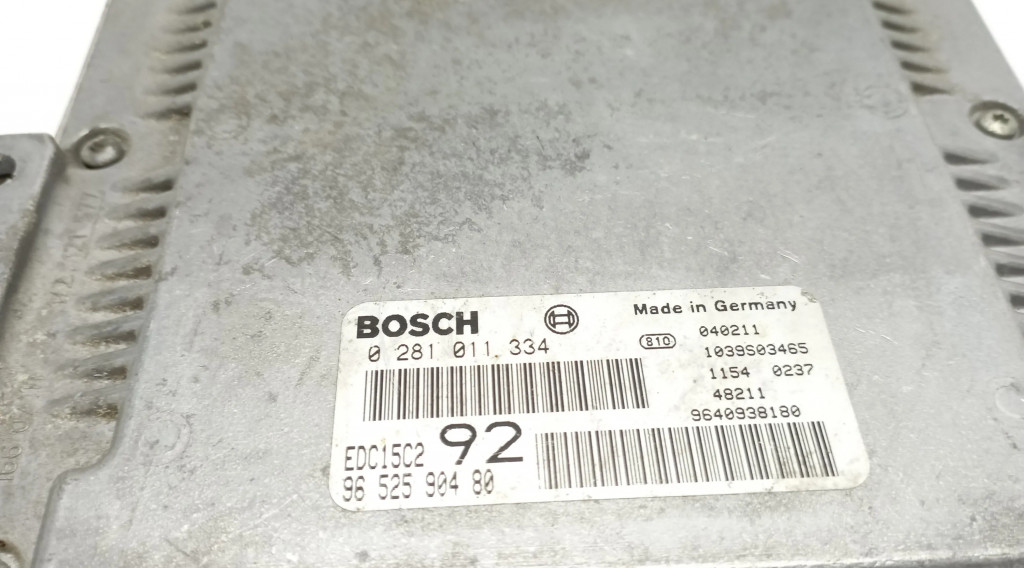 BOSCH
Made in Germany
0 281 011 334
810
040211
1039S03465
1154 0237
48211
9640938180
EDC15C2 92
96 525 904 80